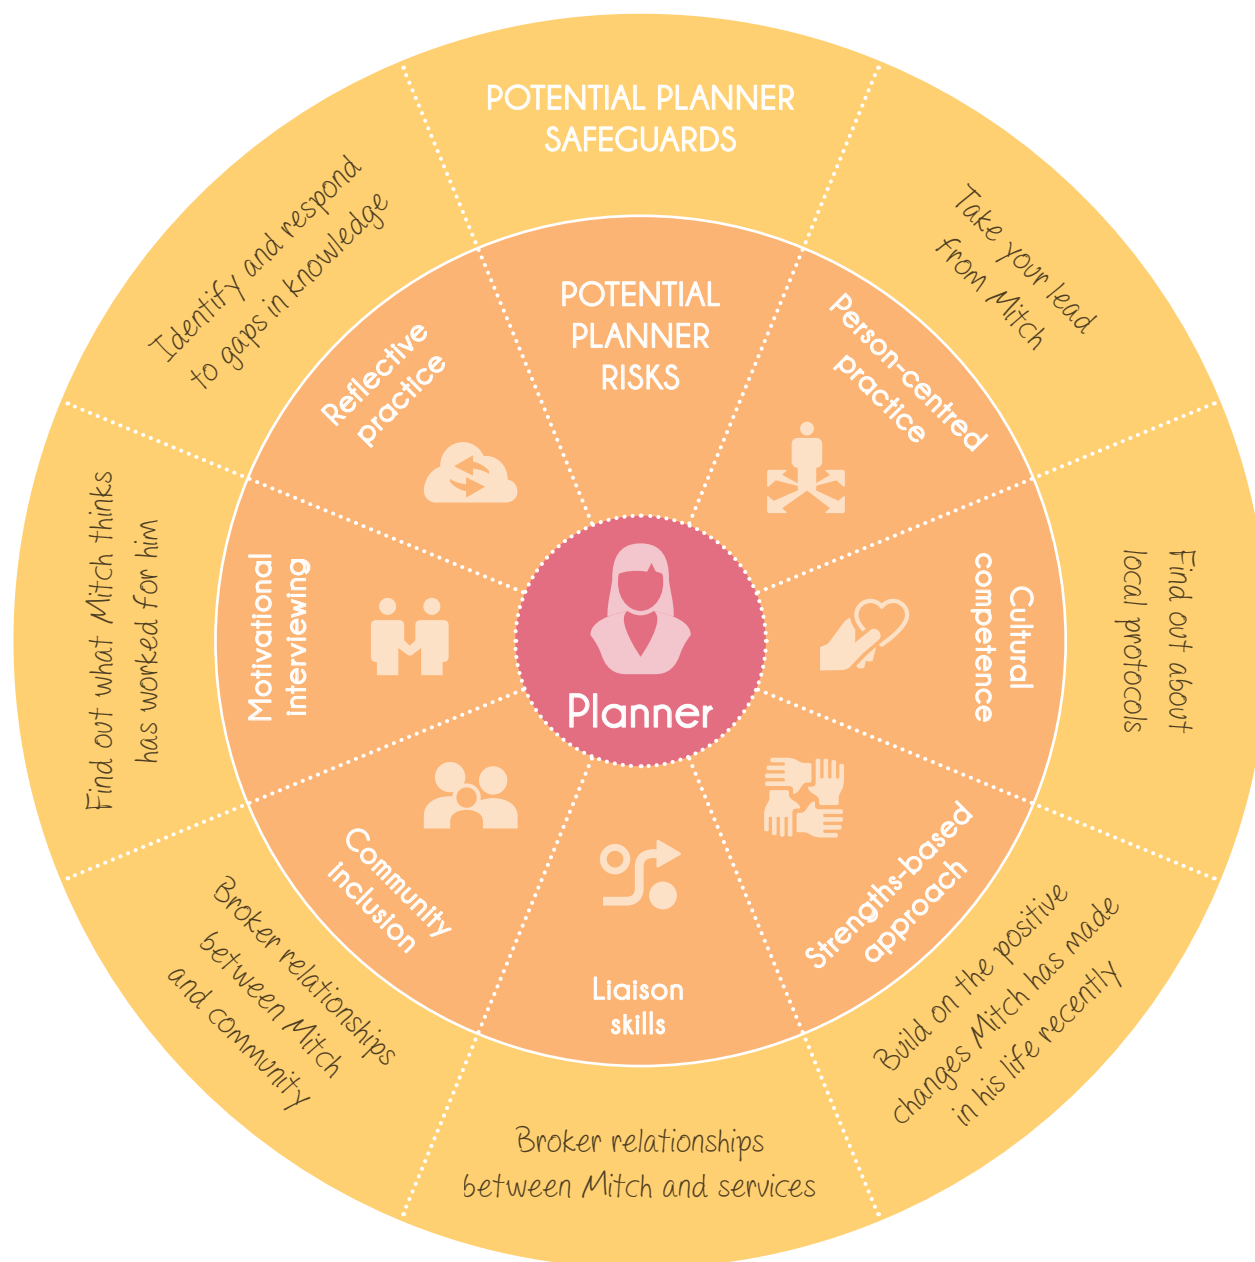 POTENTIAL PLANNER
SAFEGUARDS
POTENTIAL
PLANNER
RISKS
Take your lead
from Mitch
Person-centred
practice
Find out about
local protocols
Cultural
competence
Build on the positive
changes Mitch has made
in his life recently
Strengths-based
approach
Broker relationships
between Mitch and services
Liaison
skills
Broker relationships
between Mitch
and community
Community
inclusion
Find out what Mitch thinks
has worked for him
Motivational
interviewing
Identify and respond
to gaps in knowledge
Reflective
practice
Planner